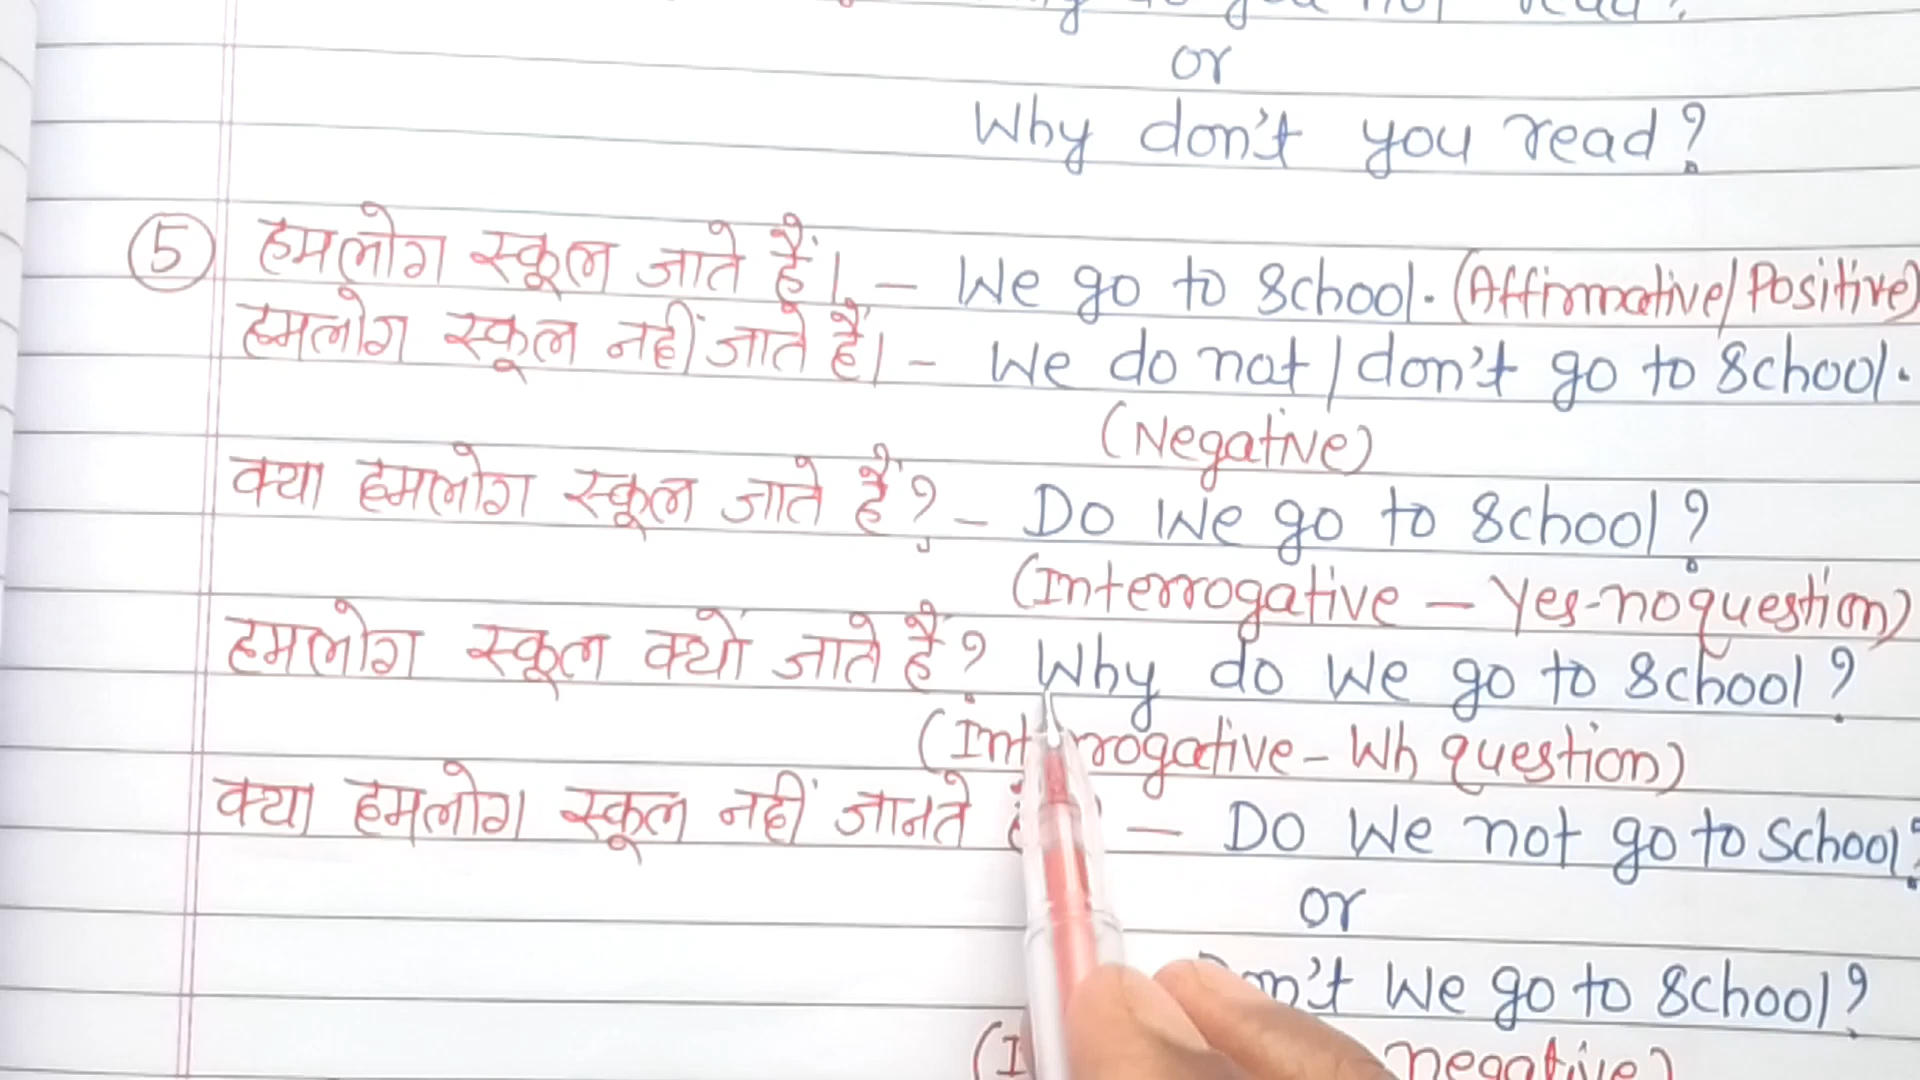 read?
or
Why don't you read?
5 हमलोग स्कूल जाते हैं। - We go to School. (Affirmative/Positive)
हमलोग स्कूल नहीं जाते हैं। - We do not/don't go to School.
(Negative)
क्या हमलोग स्कूल जाते हैं? - Do We go to School?
(Interrogative - Yes-no question)
हमलोग स्कूल क्यों जाते हैं? Why do We go to School?
(Interrogative - Wh question)
क्या हमलोग स्कूल नहीं जानते - Do We not go to School?
or
Don't We go to School?
negative)